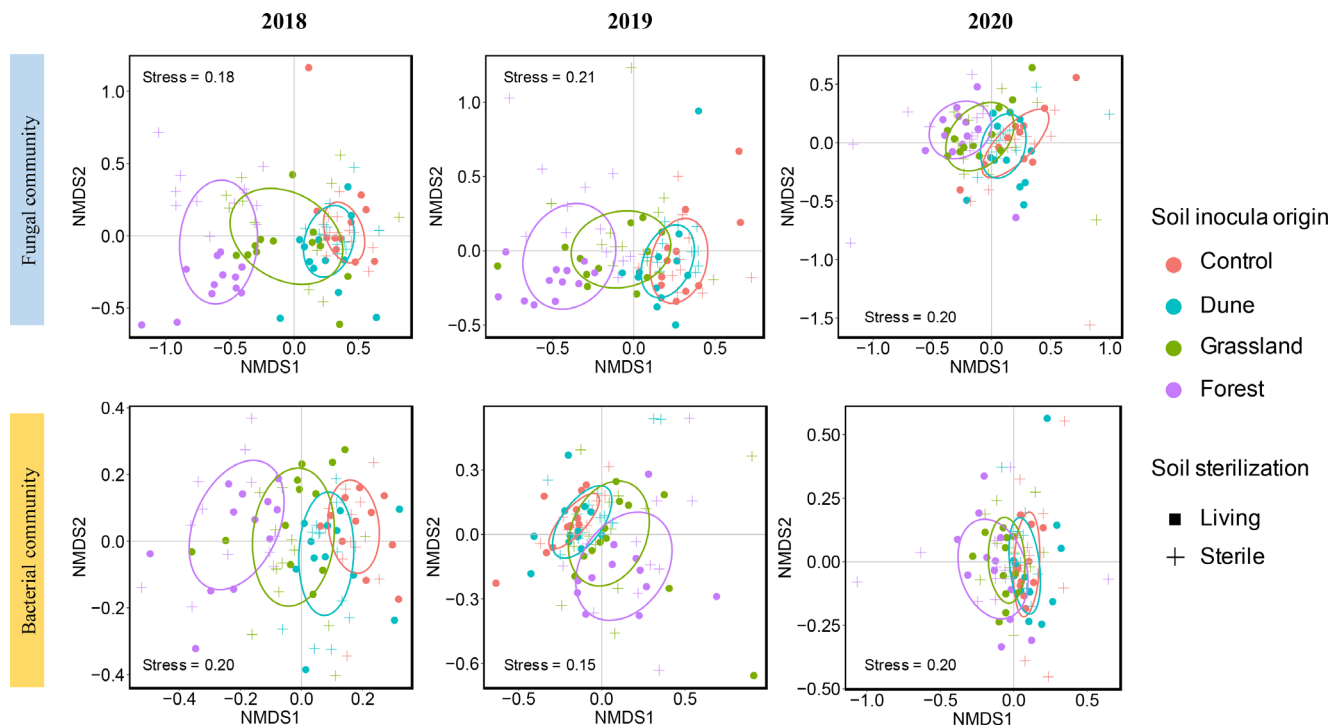 2018 2019 2020
Fungal community
Stress = 0.18
NMDS2
1.0
0.5
0.0
−0.5
−1.0 −0.5 0.0 0.5
NMDS1
Stress = 0.21
NMDS2
1.0
0.5
0.0
−0.5
−0.5 0.0 0.5
NMDS1
Stress = 0.20
NMDS2
0.5
0.0
−0.5
−1.0
−1.5
−1.0 −0.5 0.0 0.5 1.0
NMDS1
Bacterial community
Stress = 0.20
NMDS2
0.4
0.2
0.0
−0.2
−0.4
−0.4 −0.2 0.0 0.2
NMDS1
Stress = 0.15
NMDS2
0.3
0.0
−0.3
−0.6
−0.5 0.0 0.5
NMDS1
Stress = 0.20
NMDS2
0.50
0.25
0.00
−0.25
−0.50
−1.0 −0.5 0.0 0.5
NMDS1
Soil inocula origin
Control
Dune
Grassland
Forest
Soil sterilization
Living
Sterile